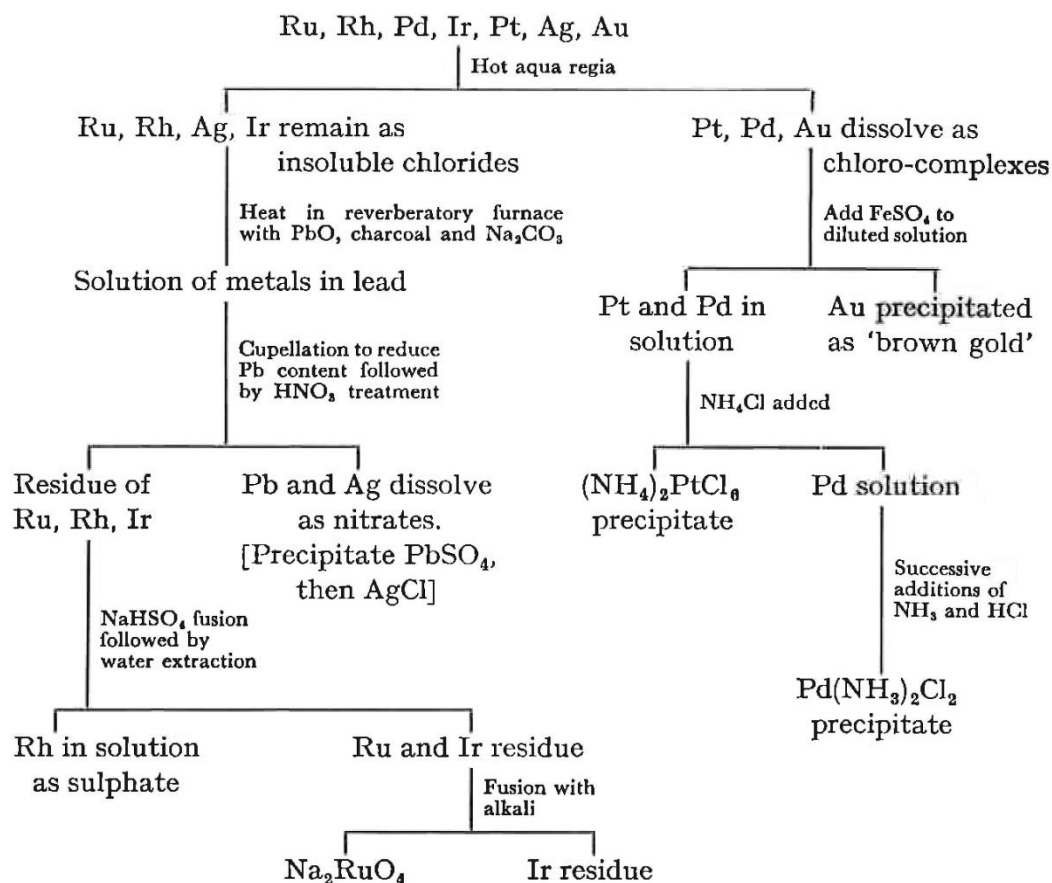 Ru, Rh, Pd, Ir, Pt, Ag, Au
Hot aqua regia
Ru, Rh, Ag, Ir remain as
insoluble chlorides
Pt, Pd, Au dissolve as
chloro-complexes
Heat in reverberatory furnace
with PbO, charcoal and Na₂CO₃
Add FeSO₄ to
diluted solution
Solution of metals in lead
Pt and Pd in
solution
Au precipitated
as ‘brown gold’
Cupellation to reduce
Pb content followed
by HNO₃ treatment
NH₄Cl added
Residue of
Ru, Rh, Ir
Pb and Ag dissolve
as nitrates.
[Precipitate PbSO₄,
then AgCl]
(NH₄)₂PtCl₆
precipitate
Pd solution
NaHSO₄ fusion
followed by
water extraction
Successive
additions of
NH₃ and HCl
Pd(NH₃)₂Cl₂
precipitate
Rh in solution
as sulphate
Ru and Ir residue
Fusion with
alkali
Na₂RuO₄
Ir residue